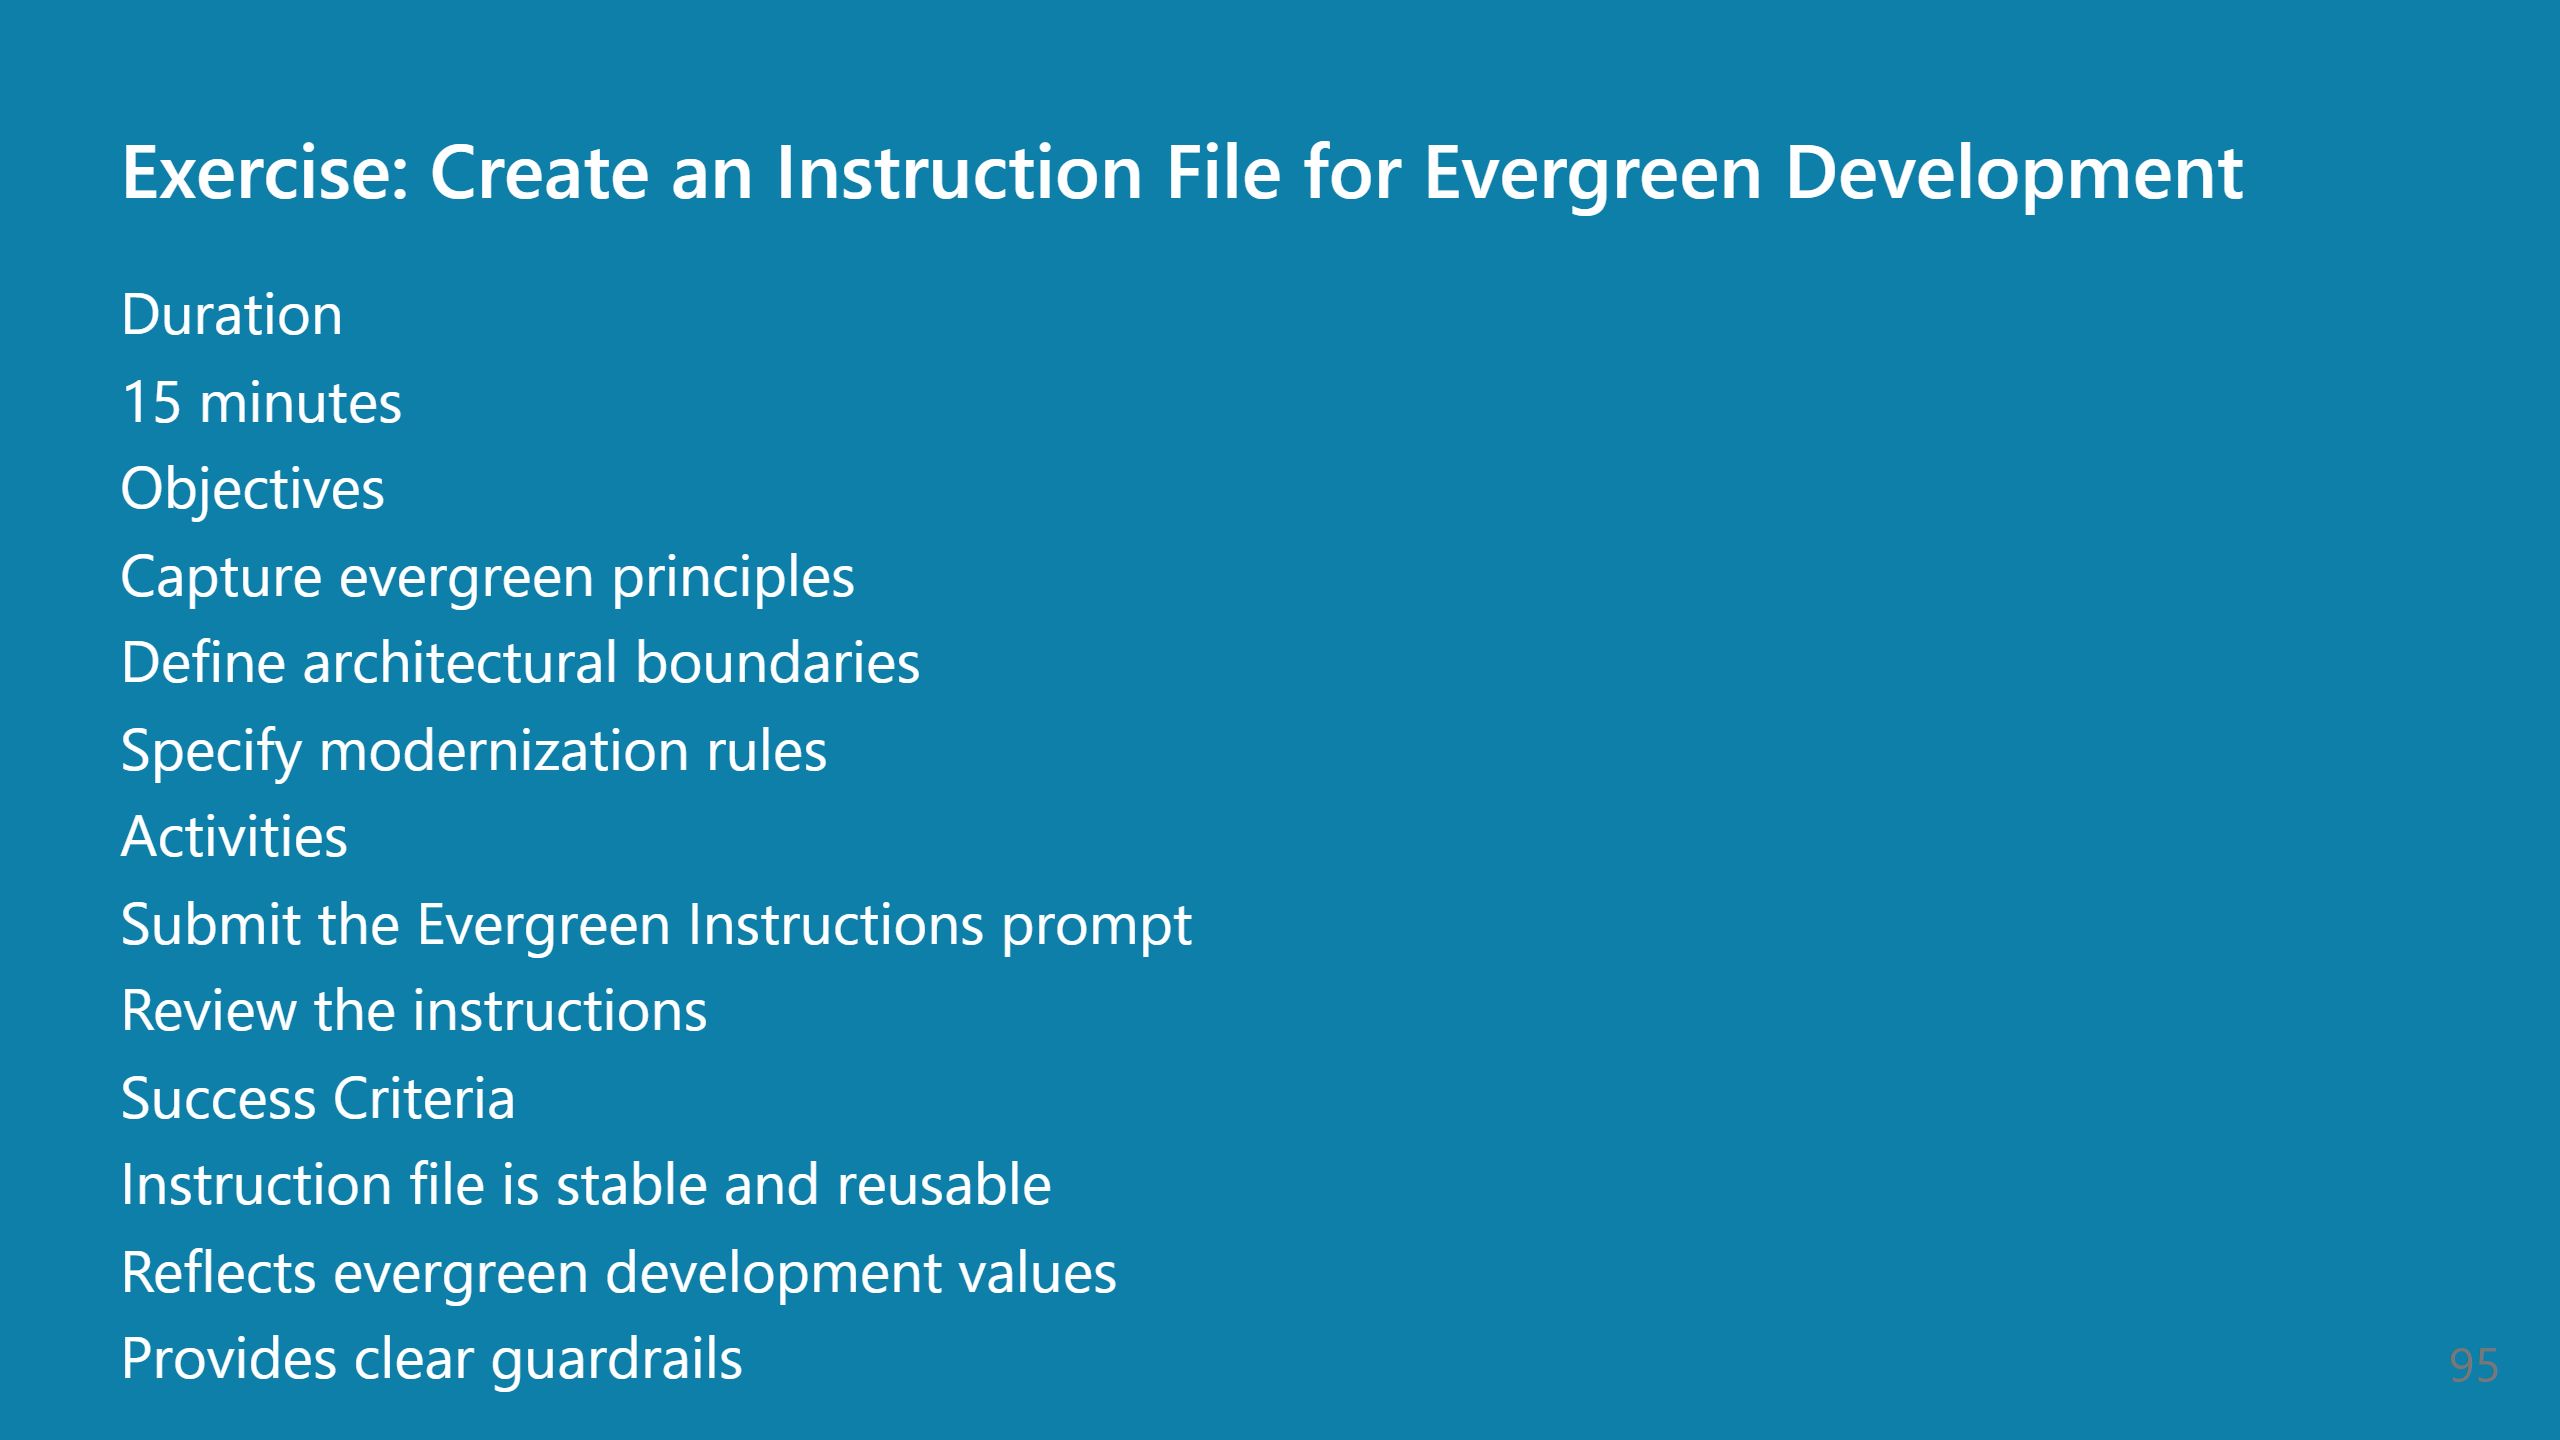 Exercise: Create an Instruction File for Evergreen Development
Duration
15 minutes
Objectives
Capture evergreen principles
Define architectural boundaries
Specify modernization rules
Activities
Submit the Evergreen Instructions prompt
Review the instructions
Success Criteria
Instruction file is stable and reusable
Reflects evergreen development values
Provides clear guardrails
95